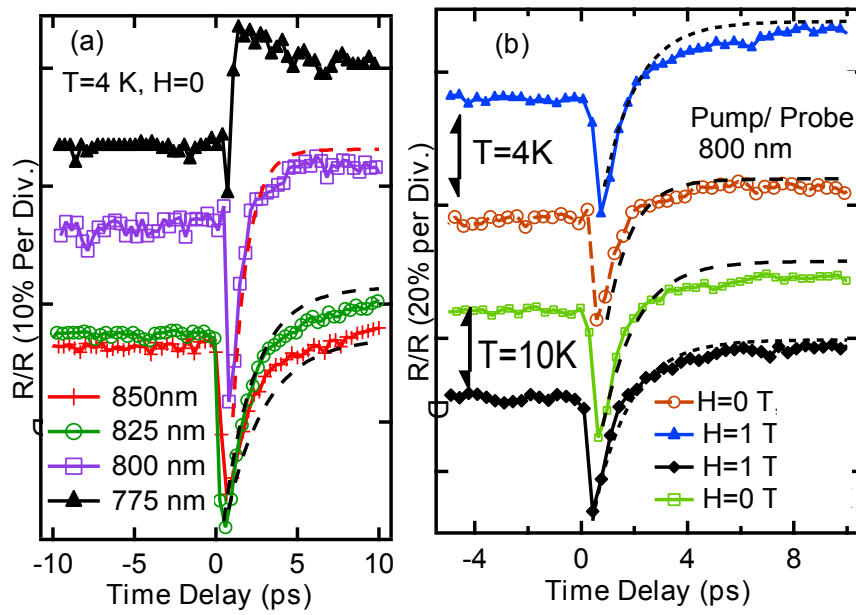 (a)
T=4 K, H=0
R/R (10% Per Div.)
850nm
825 nm
800 nm
775 nm
-10
-5
0
5
10
Time Delay (ps)
(b)
Pump/ Probe
800 nm
T=4K
T=10K
R/R (20% per Div.)
H=0 T,
H=1 T
H=1 T
H=0 T
-4
0
4
8
Time Delay (ps)